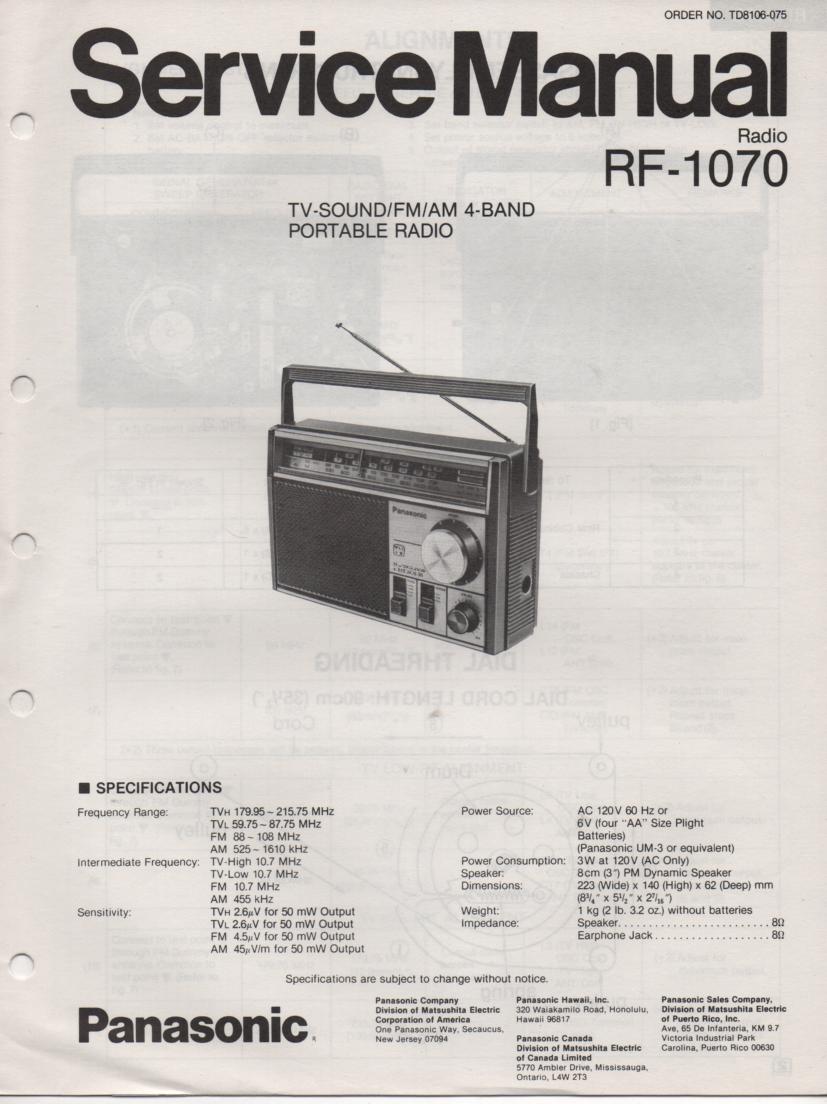 ORDER NO. TD8106-075
Service Manual
Radio
RF-1070
TV-SOUND/FM/AM 4-BAND
PORTABLE RADIO
Panasonic
■ SPECIFICATIONS
Frequency Range: TVH 179.95 ~ 215.75 MHz
TVL 59.75 ~ 87.75 MHz
FM 88 ~ 108 MHz
AM 525 ~ 1610 kHz
Intermediate Frequency: TV-High 10.7 MHz
TV-Low 10.7 MHz
FM 10.7 MHz
AM 455 kHz
Sensitivity: TVH 2.6μV for 50 mW Output
TVL 2.6μV for 50 mW Output
FM 4.5μV for 50 mW Output
AM 45μV/m for 50 mW Output
Power Source: AC 120V 60 Hz or
6V (four "AA" Size Plight
Batteries)
(Panasonic UM-3 or equivalent)
Power Consumption: 3W at 120V (AC Only)
Speaker: 8cm (3") PM Dynamic Speaker
Dimensions: 223 (Wide) x 140 (High) x 62 (Deep) mm
(8 3/4" x 5 1/2" x 2 7/16")
Weight: 1 kg (2 lb. 3.2 oz.) without batteries
Impedance: Speaker........................8Ω
Earphone Jack..................8Ω
Specifications are subject to change without notice.
Panasonic®
Panasonic Company
Division of Matsushita Electric
Corporation of America
One Panasonic Way, Secaucus,
New Jersey 07094
Panasonic Hawaii, Inc.
320 Waiakamilo Road, Honolulu,
Hawaii 96817
Panasonic Canada
Division of Matsushita Electric
of Canada Limited
5770 Ambler Drive, Mississauga,
Ontario, L4W 2T3
Panasonic Sales Company,
Division of Matsushita Electric
of Puerto Rico, Inc.
Ave, 65 De Infanteria, KM 9.7
Victoria Industrial Park
Carolina, Puerto Rico 00630